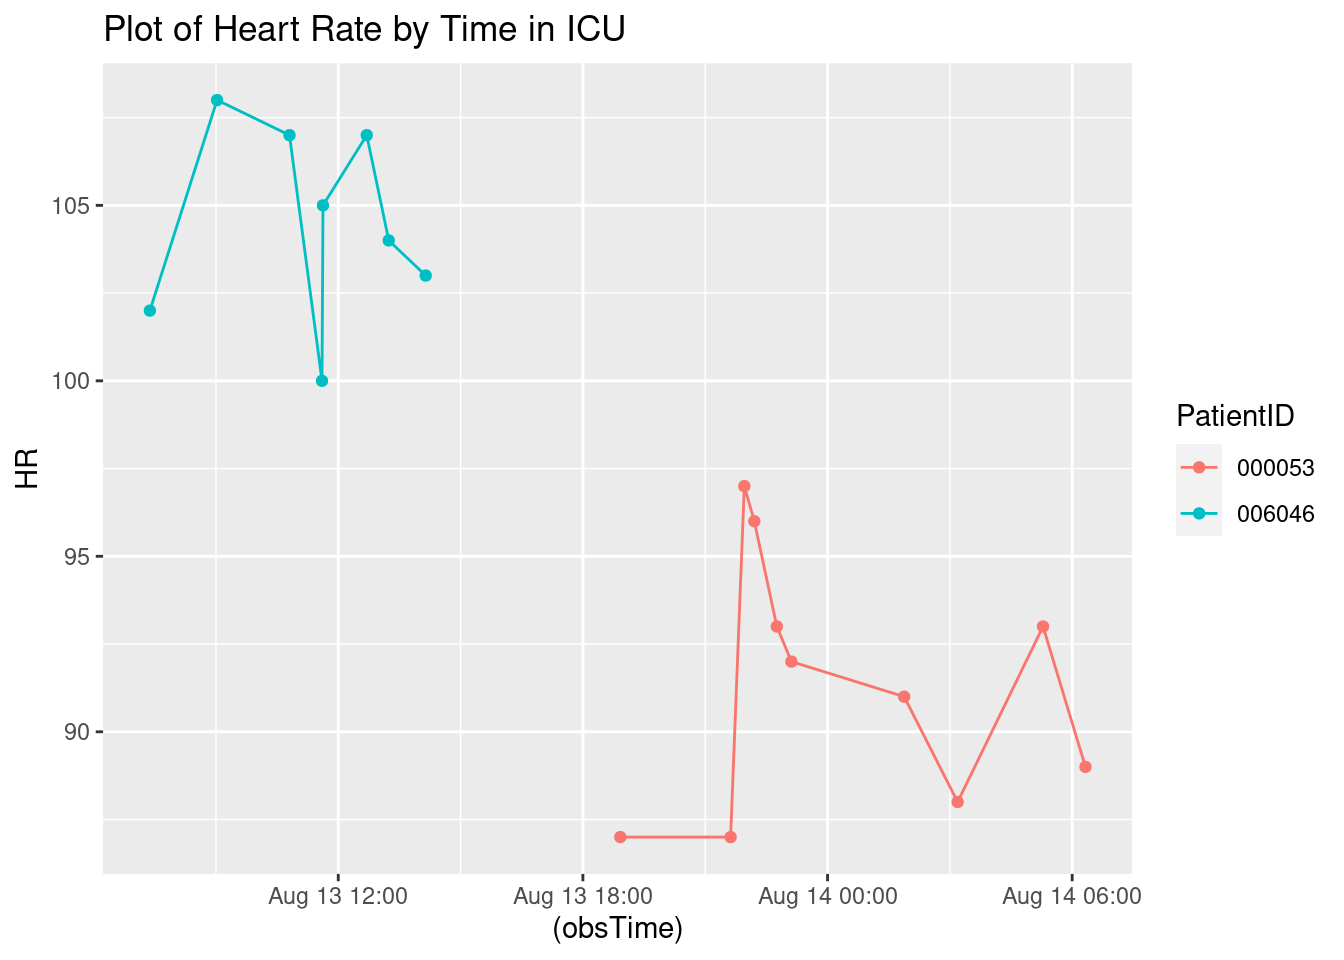 Plot of Heart Rate by Time in ICU
105
100
95
90
HR
Aug 13 12:00
Aug 13 18:00
Aug 14 00:00
Aug 14 06:00
(obsTime)
PatientID
000053
006046